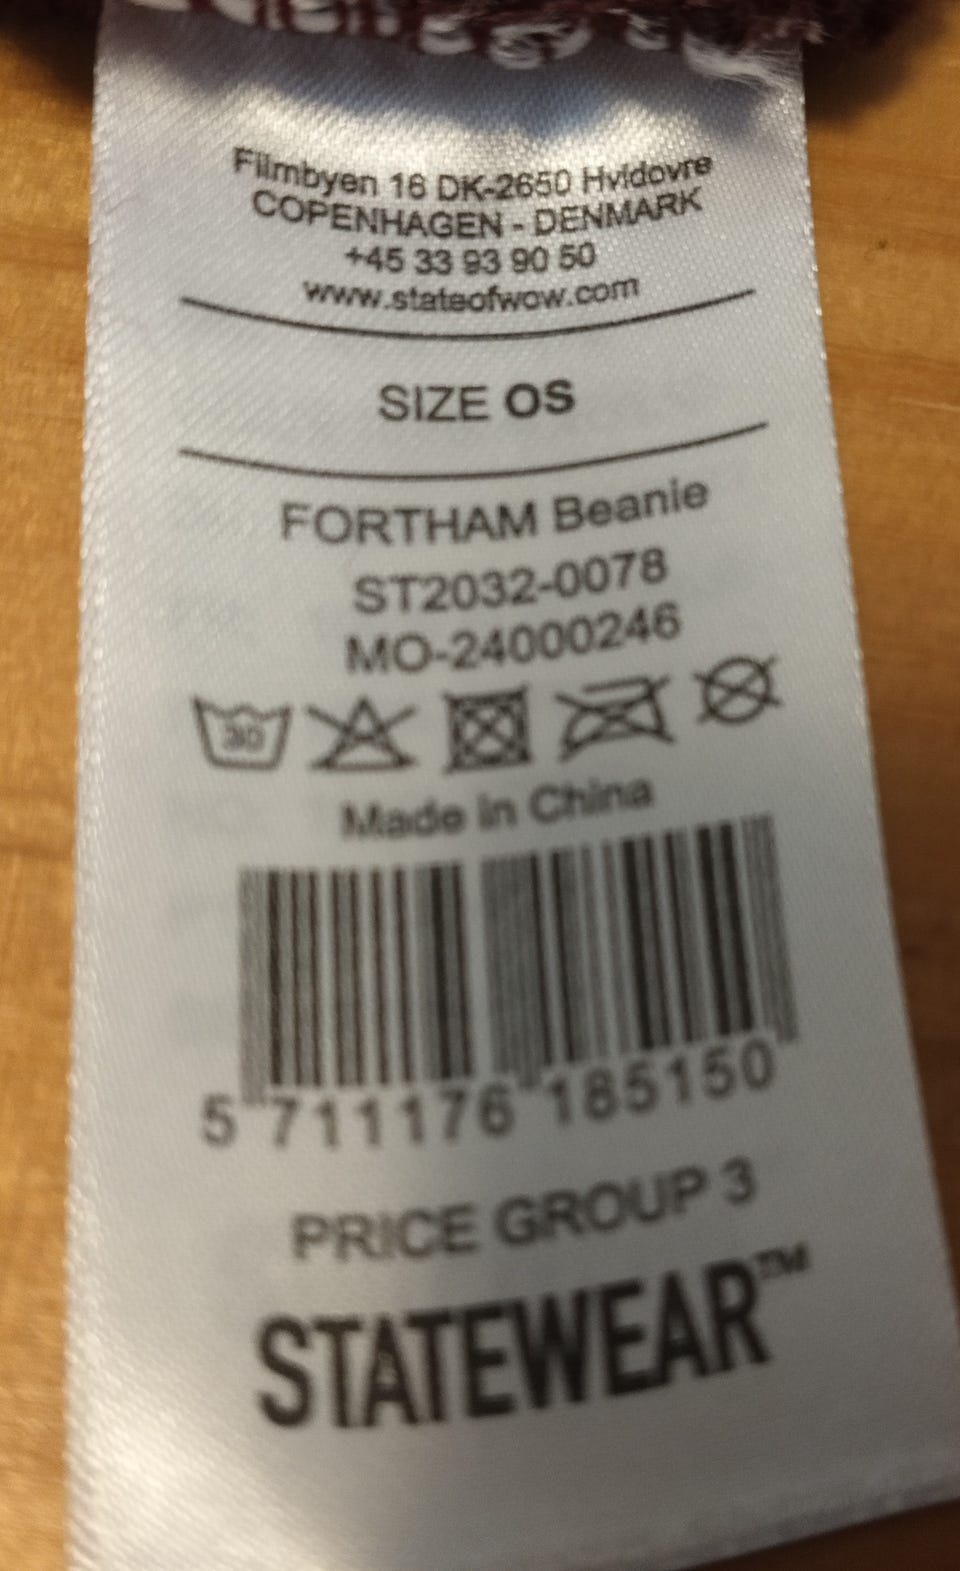 Filmbyen 16 DK-2650 Hvidovre
COPENHAGEN - DENMARK
+45 33 93 90 50
www.stateofwow.com
SIZE OS
FORTHAM Beanie
ST2032-0078
MO-24000246
30
Made in China
5 711176 185150
PRICE GROUP 3
STATEWEAR™